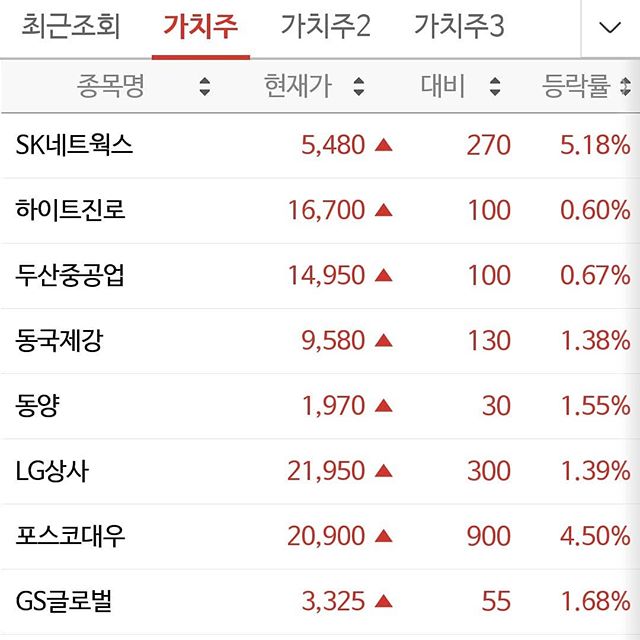 최근조회 가치주 가치주2 가치주3
종목명 현재가 대비 등락률
SK네트웍스 5,480 ▲ 270 5.18%
하이트진로 16,700 ▲ 100 0.60%
두산중공업 14,950 ▲ 100 0.67%
동국제강 9,580 ▲ 130 1.38%
동양 1,970 ▲ 30 1.55%
LG상사 21,950 ▲ 300 1.39%
포스코대우 20,900 ▲ 900 4.50%
GS글로벌 3,325 ▲ 55 1.68%